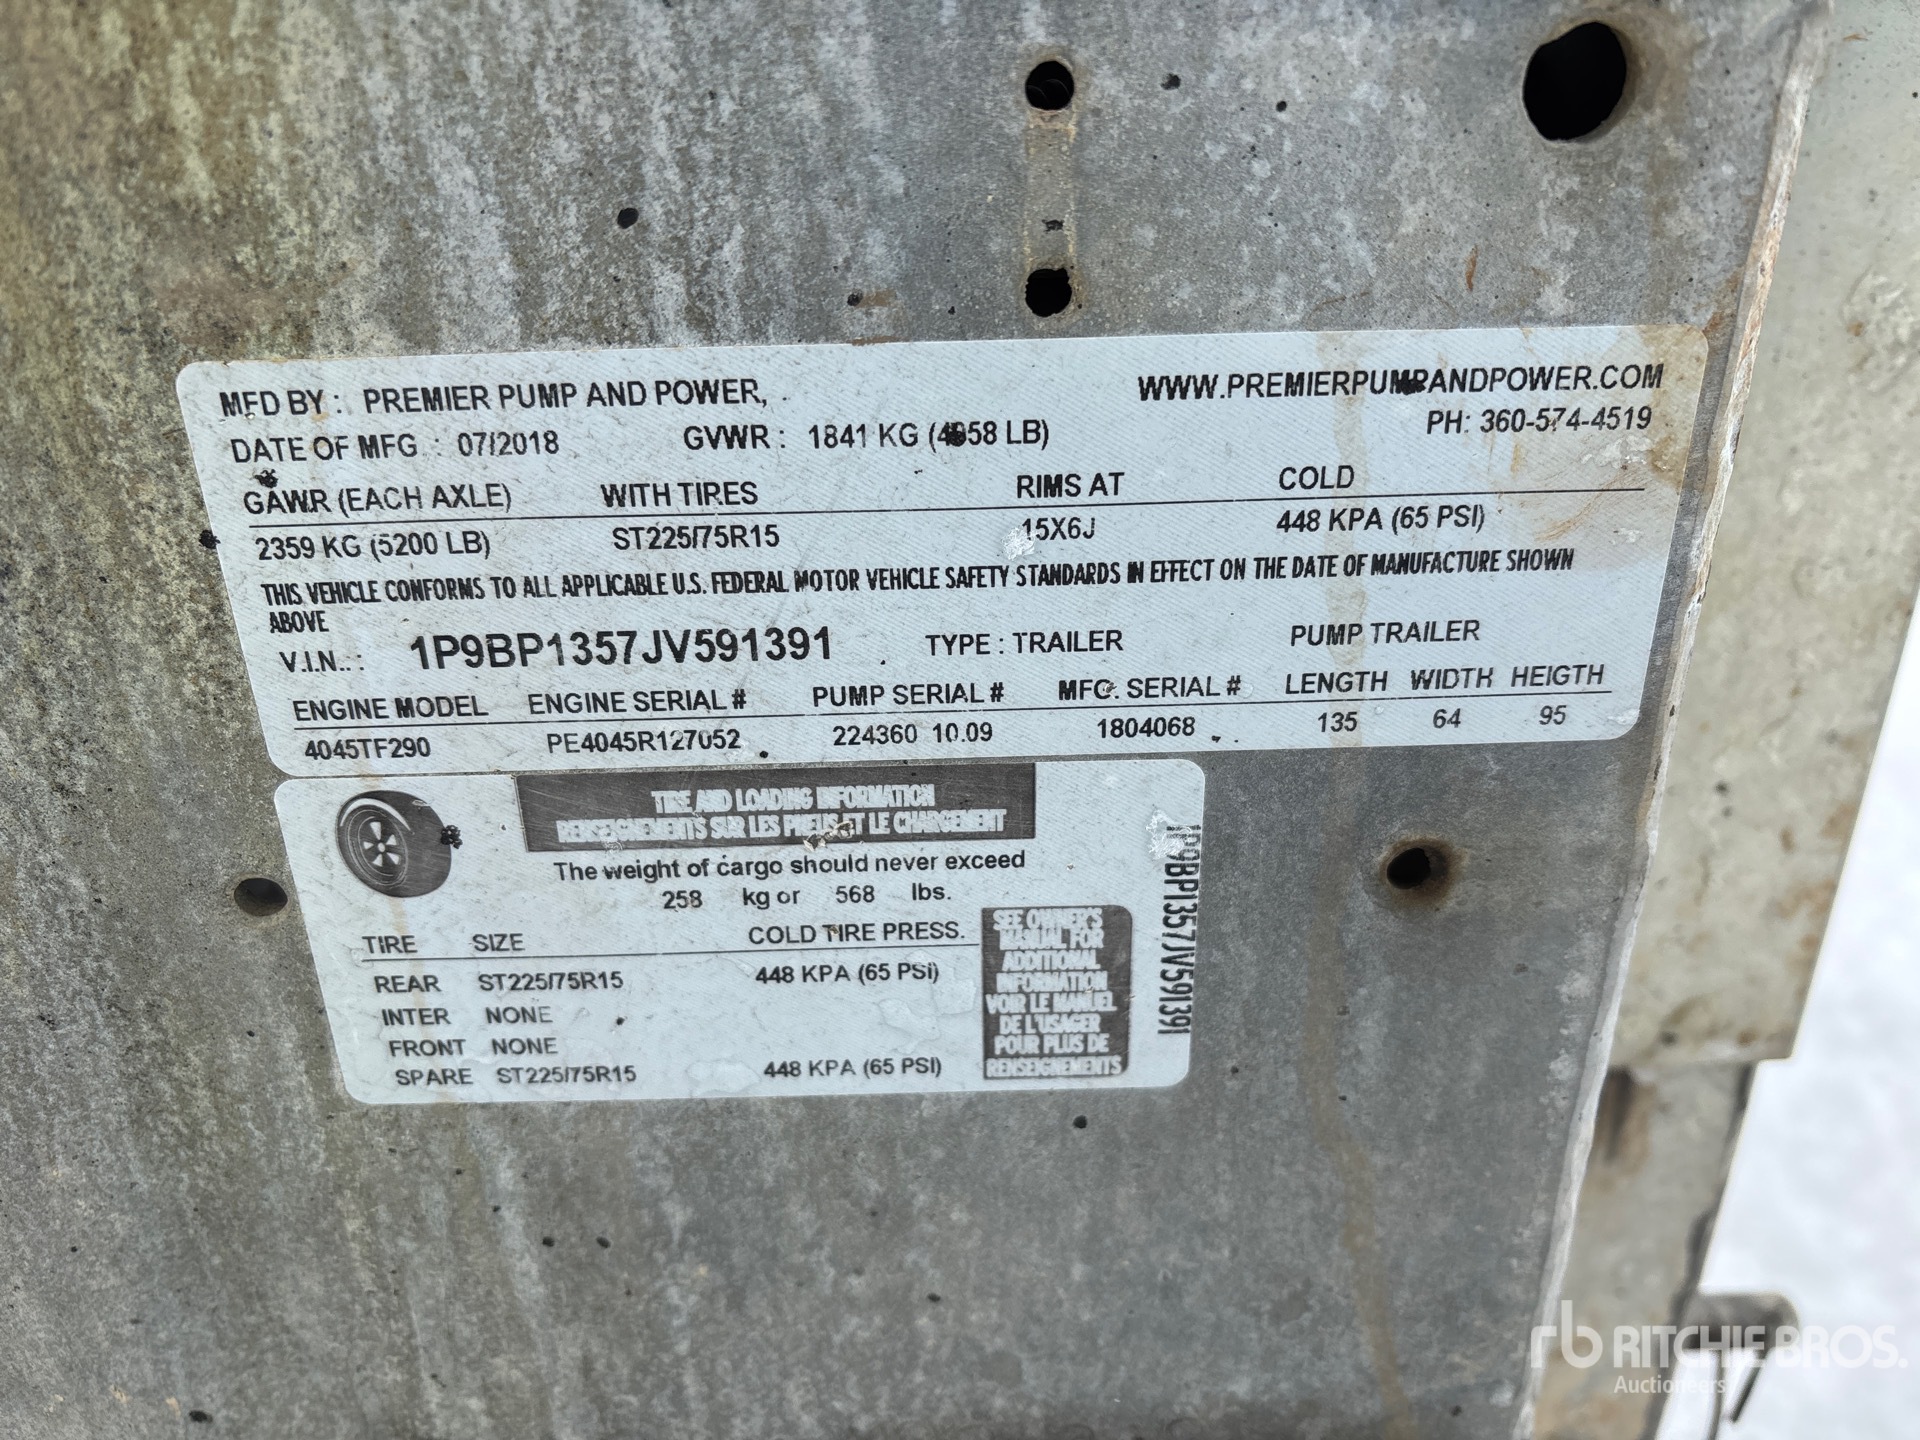 MFD BY : PREMIER PUMP AND POWER, .
WWW.PREMIERPUMPANDPOWER.COM
DATE OF MFG. : 07/2018 GVWR : 1841 KG (4058 LB)
PH: 360-574-4519
GAWR (EACH AXLE) WITH TIRES RIMS AT COLD
2359 KG (5200 LB) ST225/75R15 15X6J 448 KPA (65 PSI)
THIS VEHICLE CONFORMS TO ALL APPLICABLE U.S. FEDERAL MOTOR VEHICLE SAFETY STANDARDS IN EFFECT ON THE DATE OF MANUFACTURE SHOWN
ABOVE
V.I.N..: 1P9BP1357JV591391 TYPE : TRAILER PUMP TRAILER
ENGINE MODEL ENGINE SERIAL # PUMP SERIAL # MFG. SERIAL # LENGTH WIDTH HEIGTH
4045TF290 PE4045R127052 224360 10.09 1804068 135 64 95
TIRE AND LOADING INFORMATION
RENSEIGNEMENTS SUR LES PNEUS ET LE CHARGEMENT
The weight of cargo should never exceed
258 kg or 568 lbs.
TIRE SIZE COLD TIRE PRESS.
REAR ST225/75R15 448 KPA (65 PSI)
INTER NONE
FRONT NONE
SPARE ST225/75R15 448 KPA (65 PSI)
SEE OWNER'S
MANUAL FOR
ADDITIONAL
INFORMATION
VOIR LE MANUEL
DE L'USAGER
POUR PLUS DE
RENSEIGNEMENTS
1P9BP1357JV591391
rb RITCHIE BROS.
Auctioneers